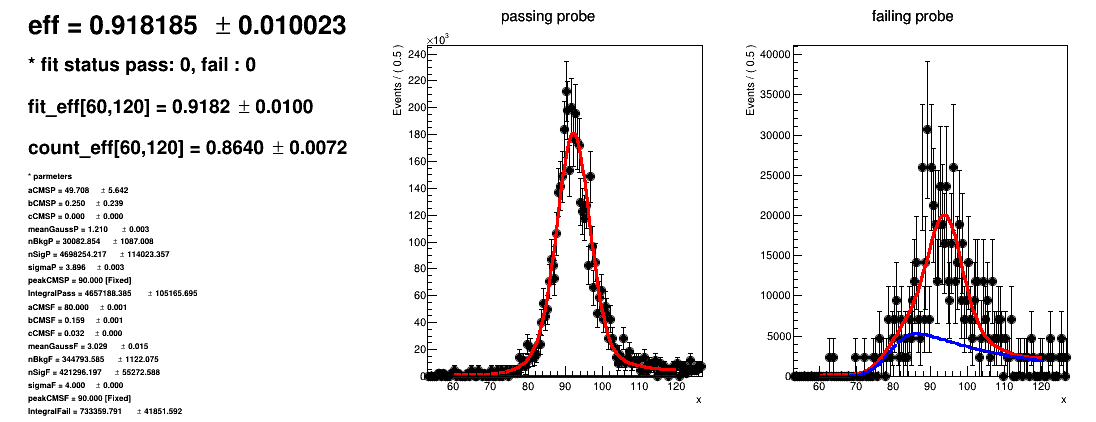 eff = 0.918185 ± 0.010023
* fit status pass: 0, fail : 0
fit_eff[60,120] = 0.9182 ± 0.0100
count_eff[60,120] = 0.8640 ± 0.0072
* parmeters
aCMSP = 49.708 ± 5.642
bCMSP = 0.250 ± 0.239
cCMSP = 0.000 ± 0.000
meanGaussP = 1.210 ± 0.003
nBkgP = 30082.854 ± 1087.008
nSigP = 4698254.217 ± 114023.357
sigmaP = 3.896 ± 0.003
peakCMSP = 90.000 [Fixed]
IntegralPass = 4657188.385 ± 105165.695
aCMSF = 80.000 ± 0.001
bCMSF = 0.159 ± 0.001
cCMSF = 0.032 ± 0.000
meanGaussF = 3.029 ± 0.015
nBkgF = 344793.585 ± 1122.075
nSigF = 421296.197 ± 55272.588
sigmaF = 4.000 ± 0.000
peakCMSF = 90.000 [Fixed]
IntegralFail = 733359.791 ± 41851.592
passing probe
×10³
Events / ( 0.5 )
240
220
200
180
160
140
120
100
80
60
40
20
0
60 70 80 90 100 110 120
x
failing probe
Events / ( 0.5 )
40000
35000
30000
25000
20000
15000
10000
5000
0
60 70 80 90 100 110 120
x